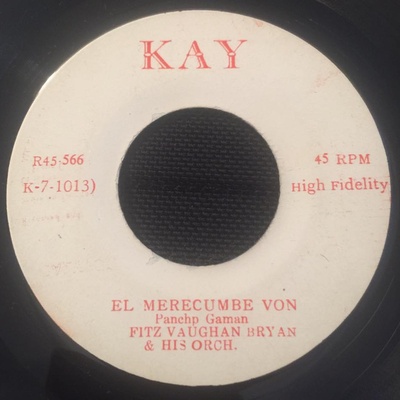 KAY
R45-566
45 RPM
K-7-1013)
High Fidelity
EL MERECUMBE VON
Panchp Gaman
FITZ VAUGHAN BRYAN
& HIS ORCH.